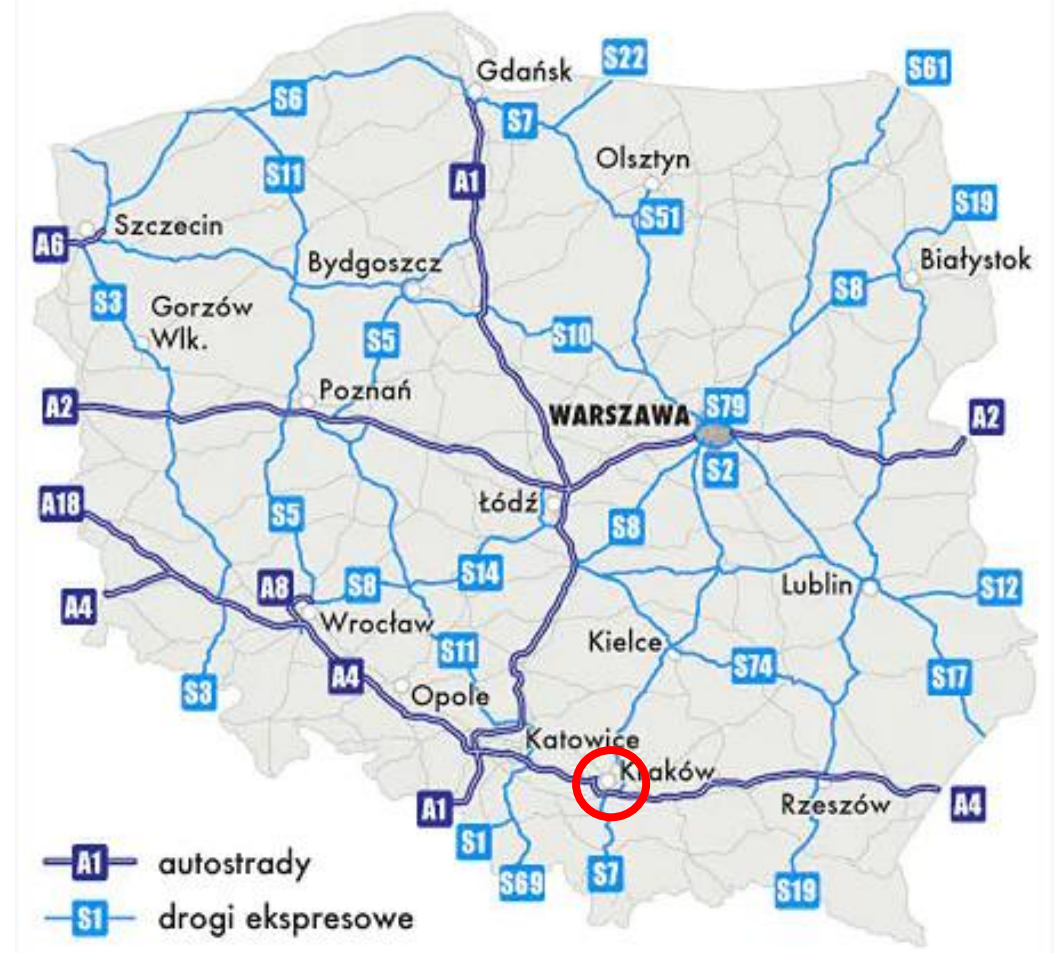 Gdańsk
S22
S61
S6
S7
Olsztyn
S11
A1
S19
S51
Szczecin
A6
Bydgoszcz
Białystok
S3
S8
Gorzów
Wlk.
S5
S10
Poznań
A2
WARSZAWA
S79
A2
S2
A18
Łódź
S5
S8
A8
S8
S14
Lublin
S12
A4
Wrocław
Kielce
S11
S74
S17
A4
S3
Opole
Katowice
Kraków
A1
Rzeszów
A4
S1
A1
autostrady
S69
S7
S19
S1
drogi ekspresowe